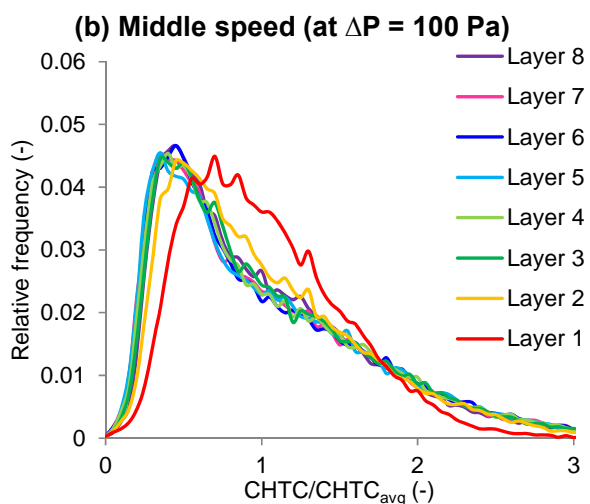 (b) Middle speed (at ΔP = 100 Pa)
0.06
0.05
0.04
0.03
0.02
0.01
0
Relative frequency (-)
0
1
2
3
CHTC/CHTCavg (-)
Layer 8
Layer 7
Layer 6
Layer 5
Layer 4
Layer 3
Layer 2
Layer 1